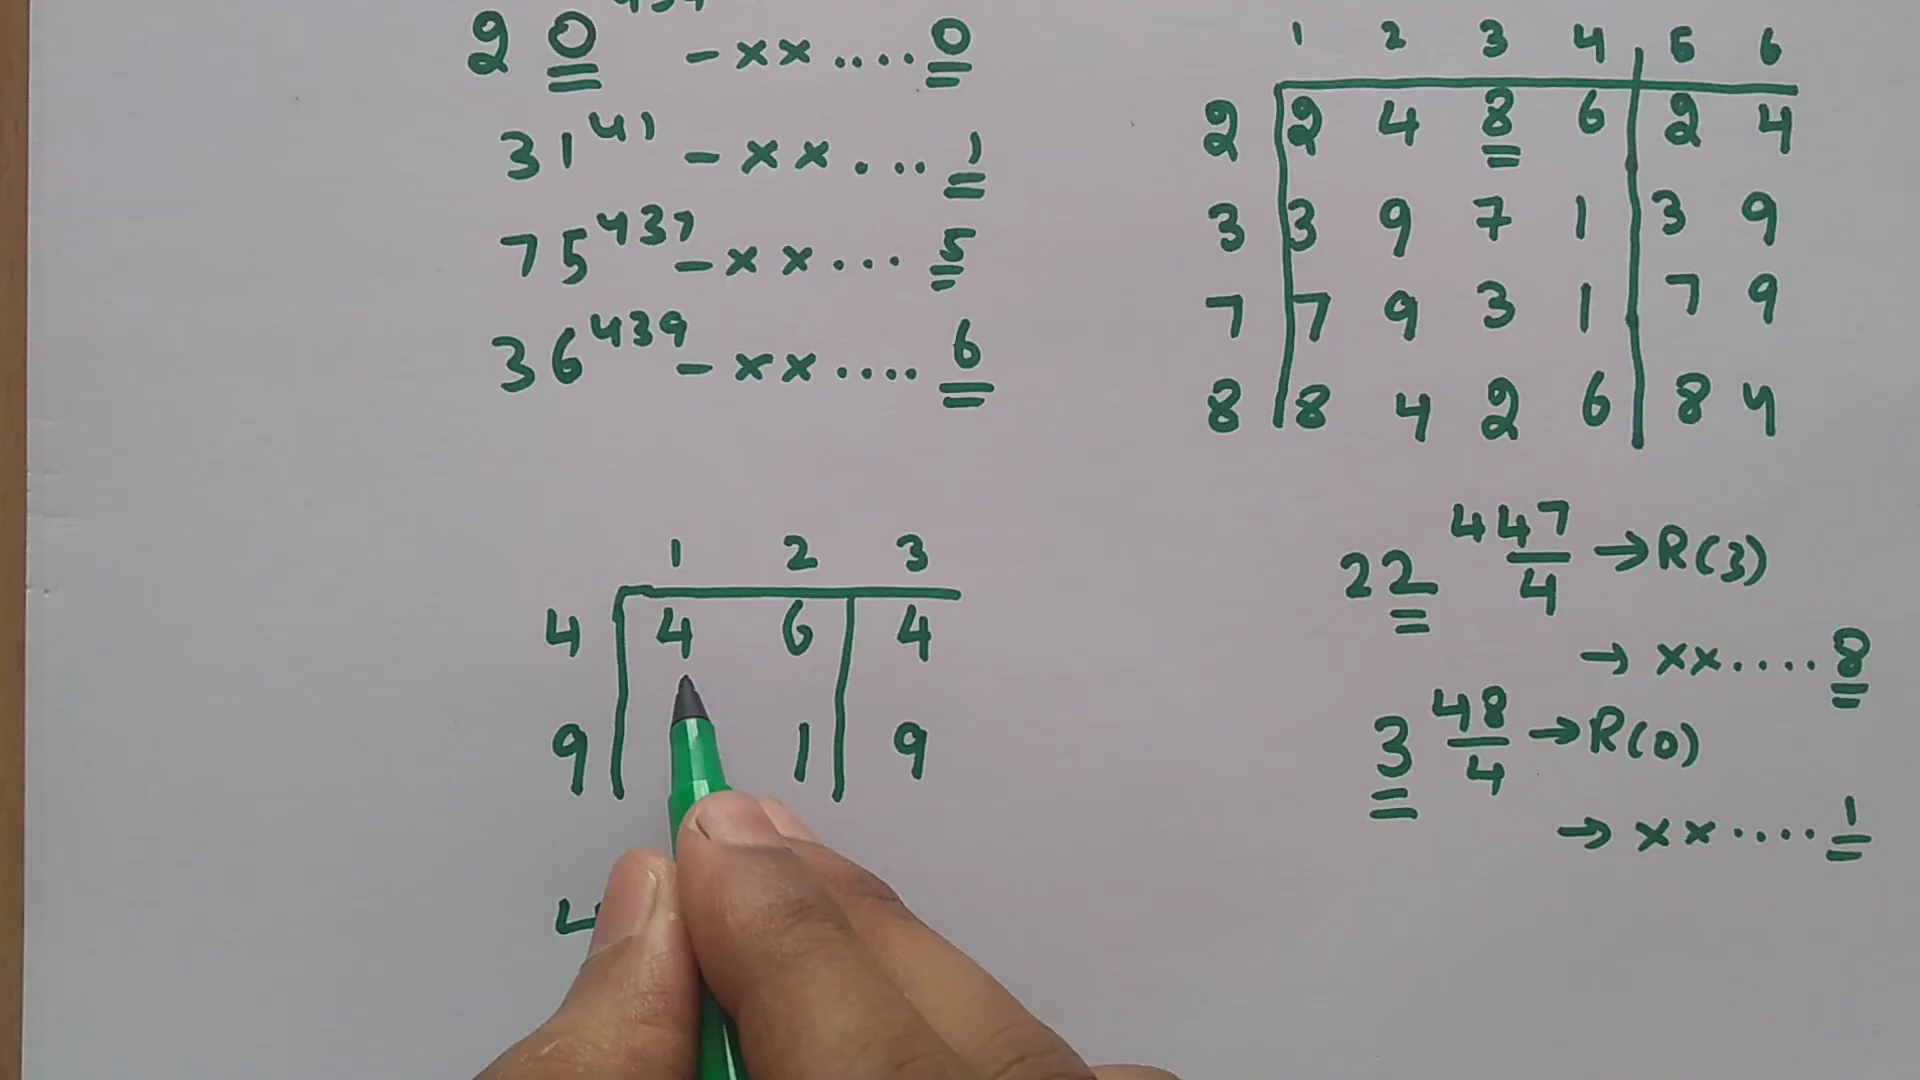 20 - xx ....0
31^41 - xx ...1
75^437 - xx ... 5
36^439 - xx .... 6
1 2 3
4 4 6 4
9 1 9
4
1 2 3 4 5 6
2 2 4 8 6 2 4
3 3 9 7 1 3 9
7 7 9 3 1 7 9
8 8 4 2 6 8 4
22^447/4 → R(3)
→ xx....8
3^48/4 → R(0)
→ xx....1